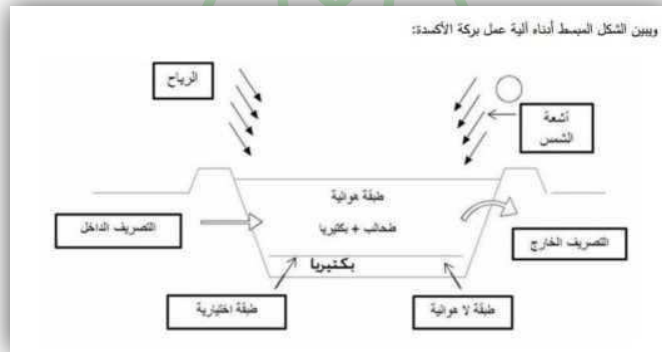 ويبين الشكل المبسط أدناه آلية عمل بركة الأكسدة:
الرياح
أشعة
الشمس
طبقة هوائية
طحالب + بكتيريا
التصريف الداخل
التصريف الخارج
بكتيريا
طبقة اختيارية
طبقة لا هوائية